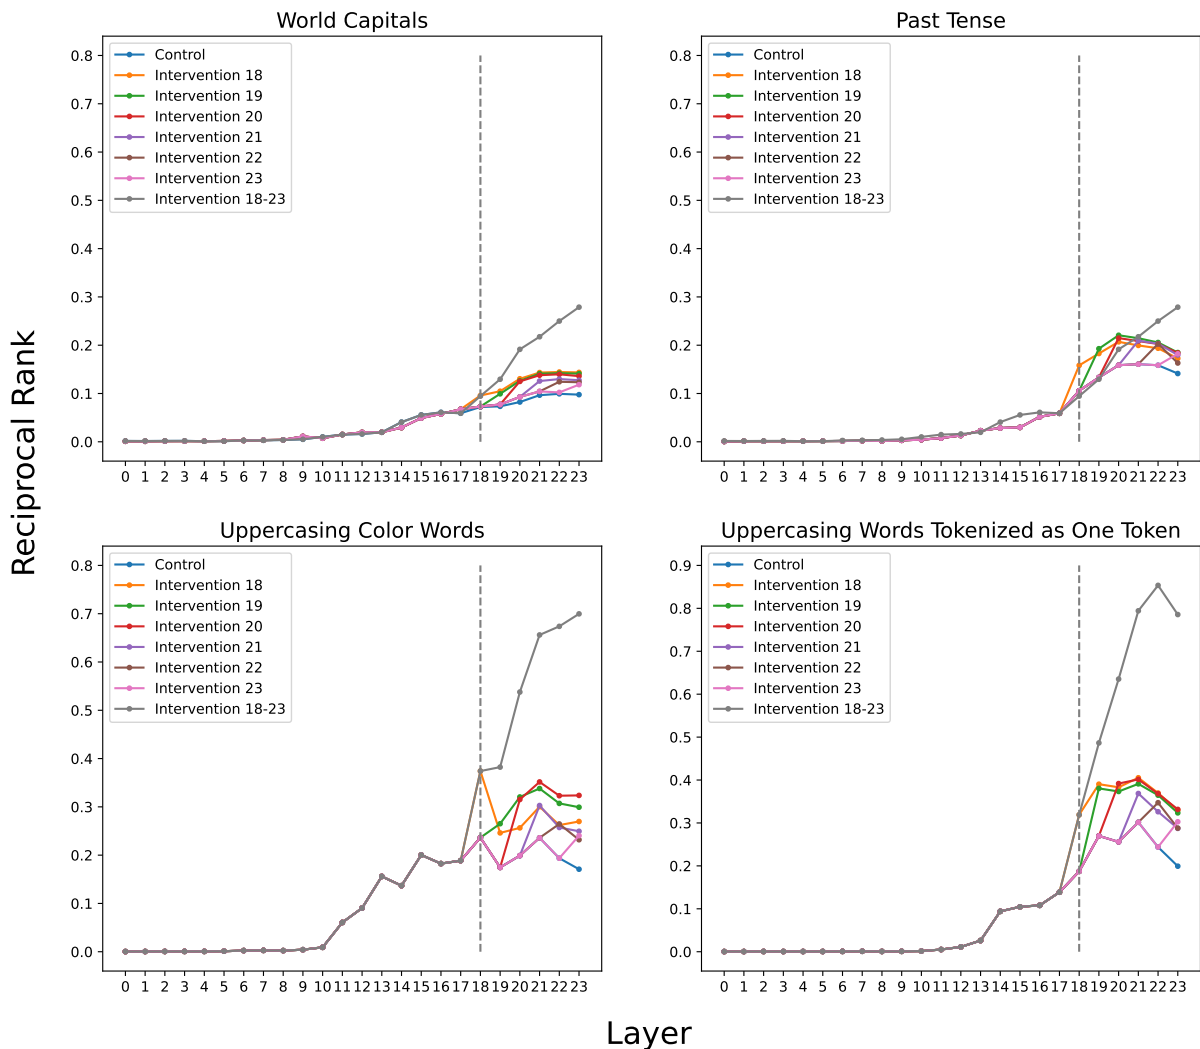 World Capitals
0.8
0.7
0.6
0.5
0.4
0.3
0.2
0.1
0.0
Control
Intervention 18
Intervention 19
Intervention 20
Intervention 21
Intervention 22
Intervention 23
Intervention 18-23
0 1 2 3 4 5 6 7 8 9 10 11 12 13 14 15 16 17 18 19 20 21 22 23
Past Tense
0.8
0.7
0.6
0.5
0.4
0.3
0.2
0.1
0.0
Control
Intervention 18
Intervention 19
Intervention 20
Intervention 21
Intervention 22
Intervention 23
Intervention 18-23
0 1 2 3 4 5 6 7 8 9 10 11 12 13 14 15 16 17 18 19 20 21 22 23
Reciprocal Rank
Uppercasing Color Words
0.8
0.7
0.6
0.5
0.4
0.3
0.2
0.1
0.0
Control
Intervention 18
Intervention 19
Intervention 20
Intervention 21
Intervention 22
Intervention 23
Intervention 18-23
0 1 2 3 4 5 6 7 8 9 10 11 12 13 14 15 16 17 18 19 20 21 22 23
Uppercasing Words Tokenized as One Token
0.9
0.8
0.7
0.6
0.5
0.4
0.3
0.2
0.1
0.0
Control
Intervention 18
Intervention 19
Intervention 20
Intervention 21
Intervention 22
Intervention 23
Intervention 18-23
0 1 2 3 4 5 6 7 8 9 10 11 12 13 14 15 16 17 18 19 20 21 22 23
Layer